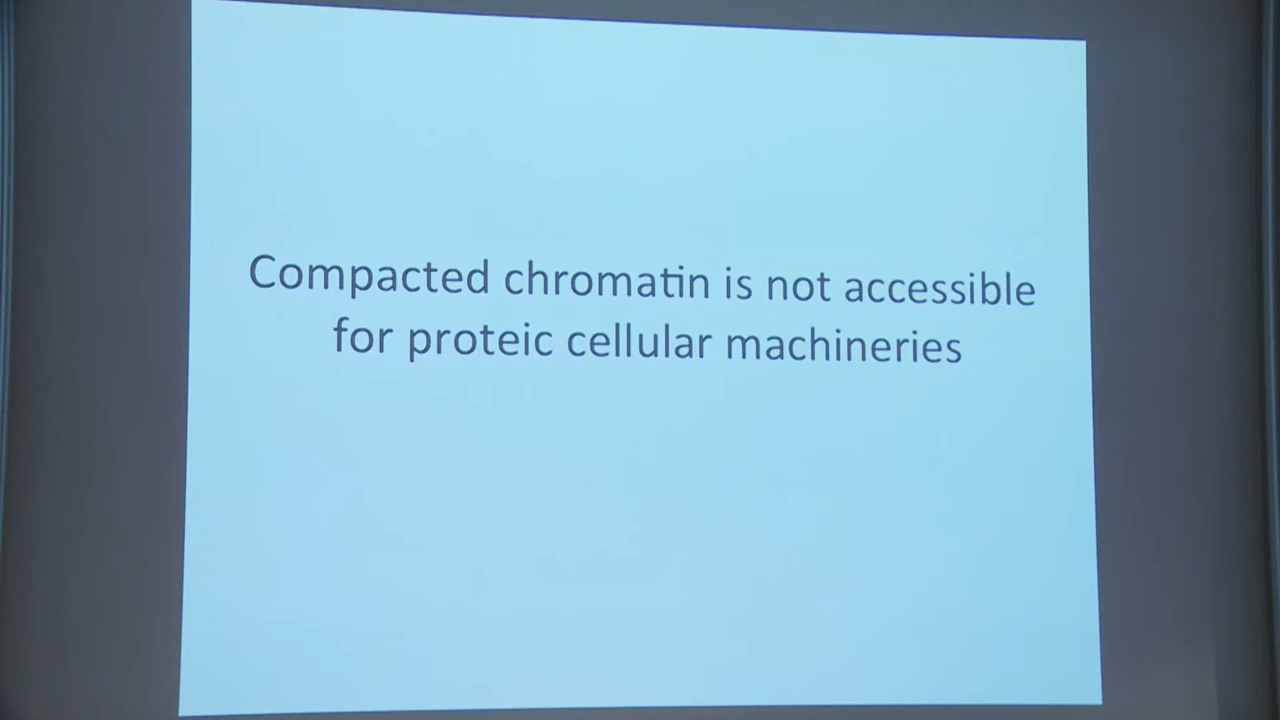 Compacted chromatin is not accessible
for proteic cellular machineries